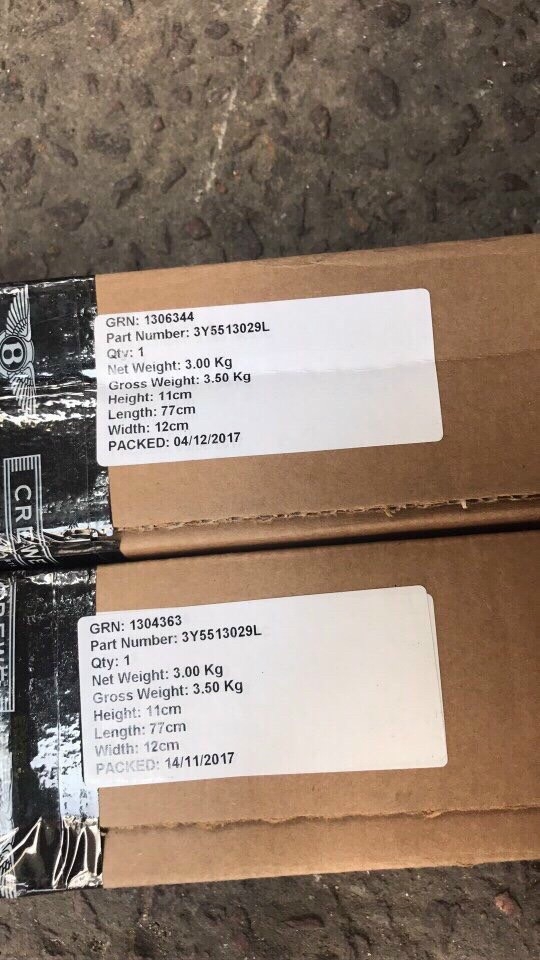 B
CREWE
GRN: 1306344
Part Number: 3Y5513029L
Qty: 1
Net Weight: 3.00 Kg
Gross Weight: 3.50 Kg
Height: 11cm
Length: 77cm
Width: 12cm
PACKED: 04/12/2017
CREWE
GRN: 1304363
Part Number: 3Y5513029L
Qty: 1
Net Weight: 3.00 Kg
Gross Weight: 3.50 Kg
Height: 11cm
Length: 77cm
Width: 12cm
PACKED: 14/11/2017